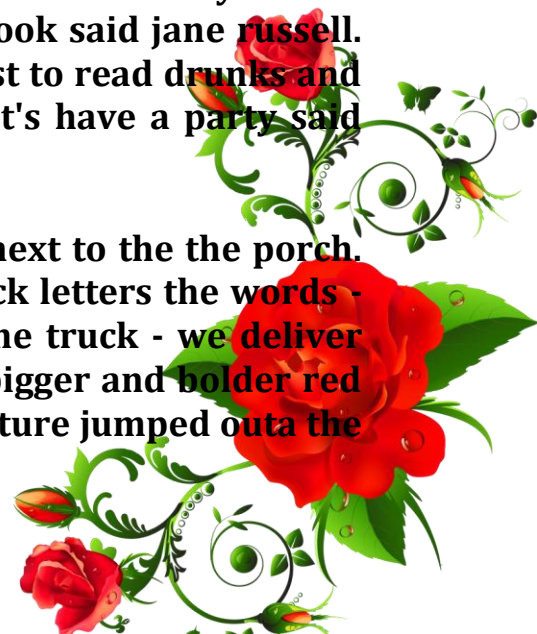 ook said jane russell.
st to read drunks and
t's have a party said
next to the the porch.
ck letters the words -
he truck - we deliver
bigger and bolder red
ture jumped outa the